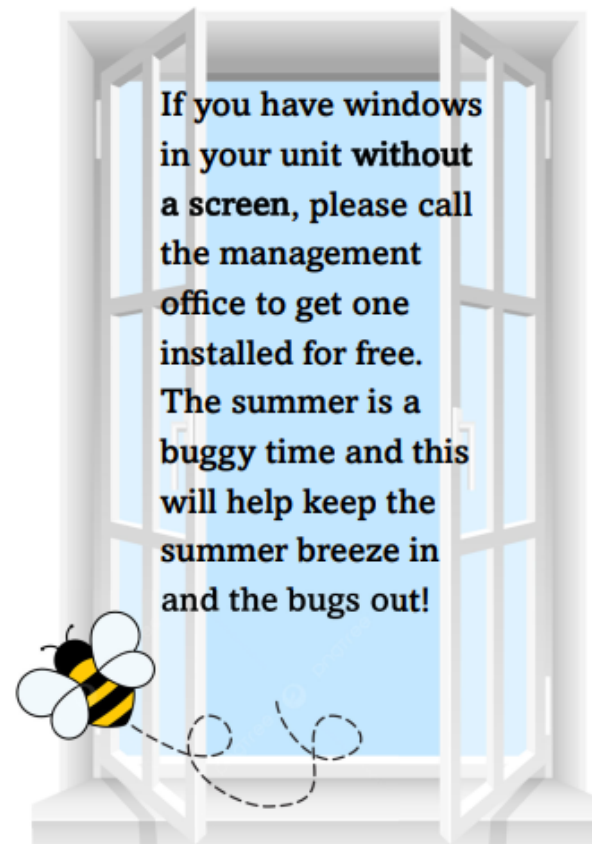 If you have windows
in your unit without
a screen, please call
the management
office to get one
installed for free.
The summer is a
buggy time and this
will help keep the
summer breeze in
and the bugs out!